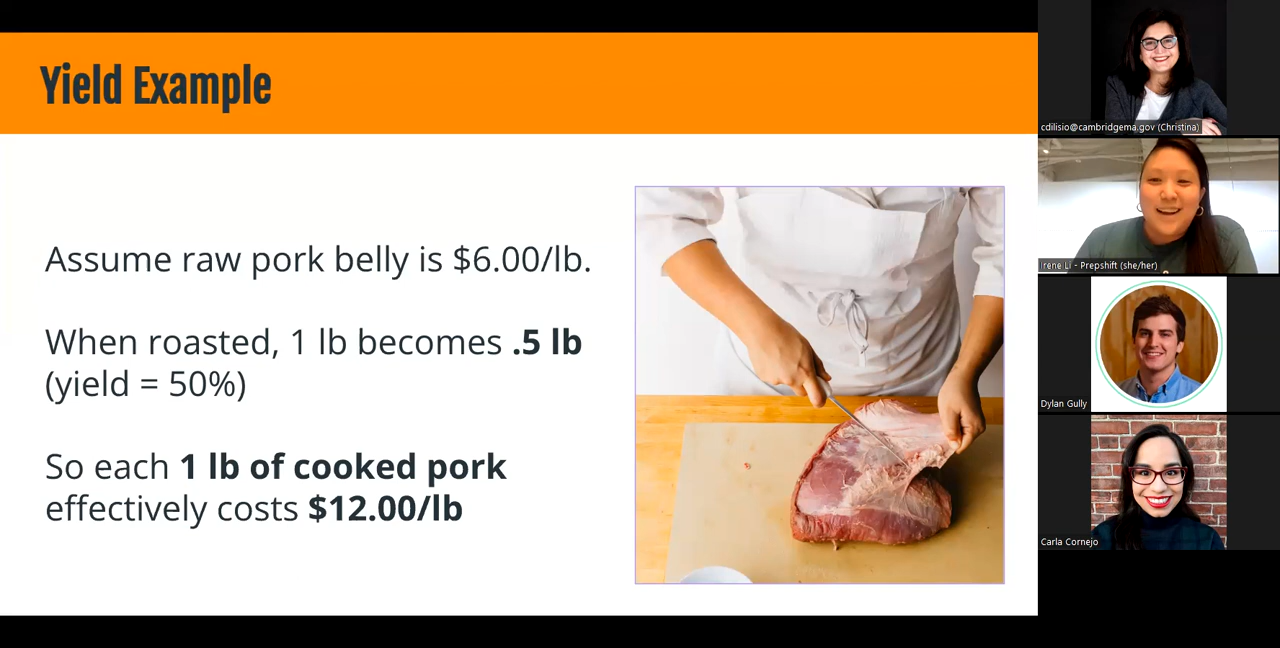 Yield Example
Assume raw pork belly is $6.00/lb.
When roasted, 1 lb becomes .5 lb
(yield = 50%)
So each 1 lb of cooked pork
effectively costs $12.00/lb
cdilisio@cambridgema.gov (Christina)
Irene Li - Prepshift (she/her)
Dylan Gully
Carla Cornejo